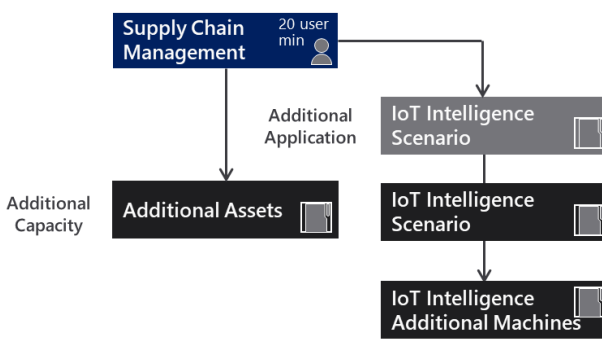 Supply Chain
Management
20 user
min
Additional
Application
IoT Intelligence
Scenario
Additional
Capacity
Additional Assets
IoT Intelligence
Scenario
IoT Intelligence
Additional Machines